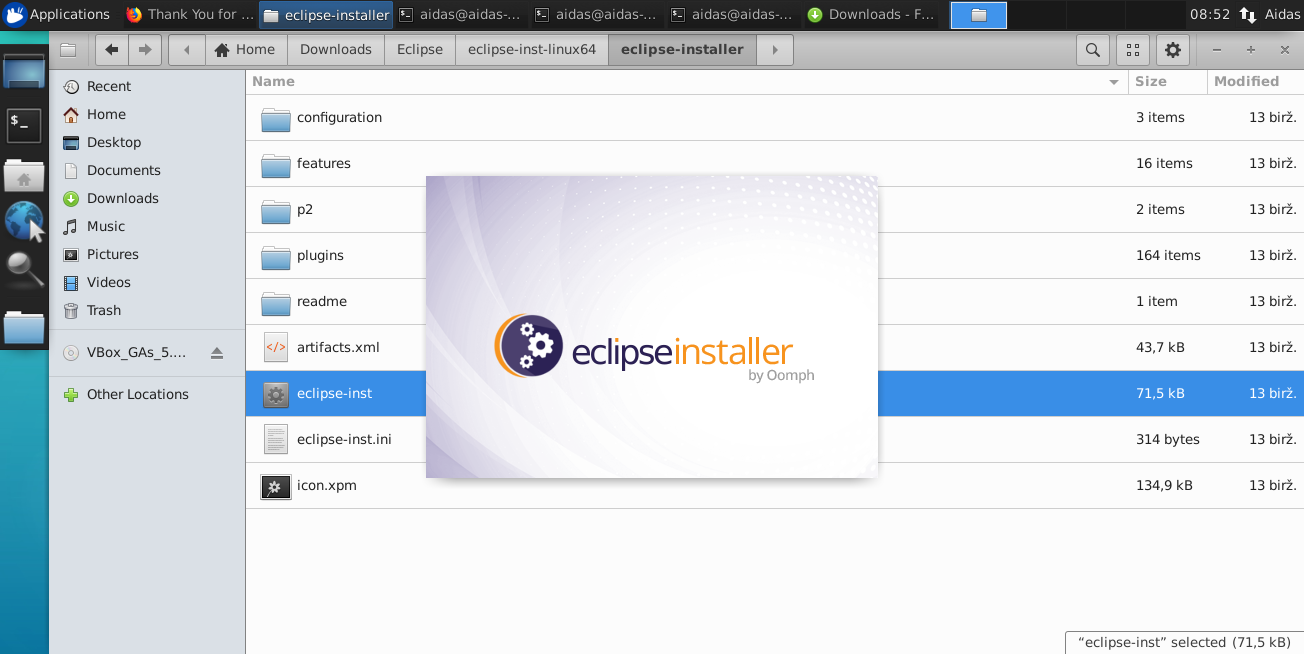 Applications
Thank You for ...
eclipse-installer
aidas@aidas-...
aidas@aidas-...
aidas@aidas-...
Downloads - F...
08:52
Aidas
Home
Downloads
Eclipse
eclipse-inst-linux64
eclipse-installer
Name
Size
Modified
Recent
Home
Desktop
Documents
Downloads
Music
Pictures
Videos
Trash
VBox_GAs_5....
Other Locations
configuration 3 items 13 birž.
features 16 items 13 birž.
p2 2 items 13 birž.
plugins 164 items 13 birž.
readme 1 item 13 birž.
artifacts.xml 43,7 kB 13 birž.
eclipse-inst 71,5 kB 13 birž.
eclipse-inst.ini 314 bytes 13 birž.
icon.xpm 134,9 kB 13 birž.
eclipseinstaller
by Oomph
“eclipse-inst” selected (71,5 kB)
$_